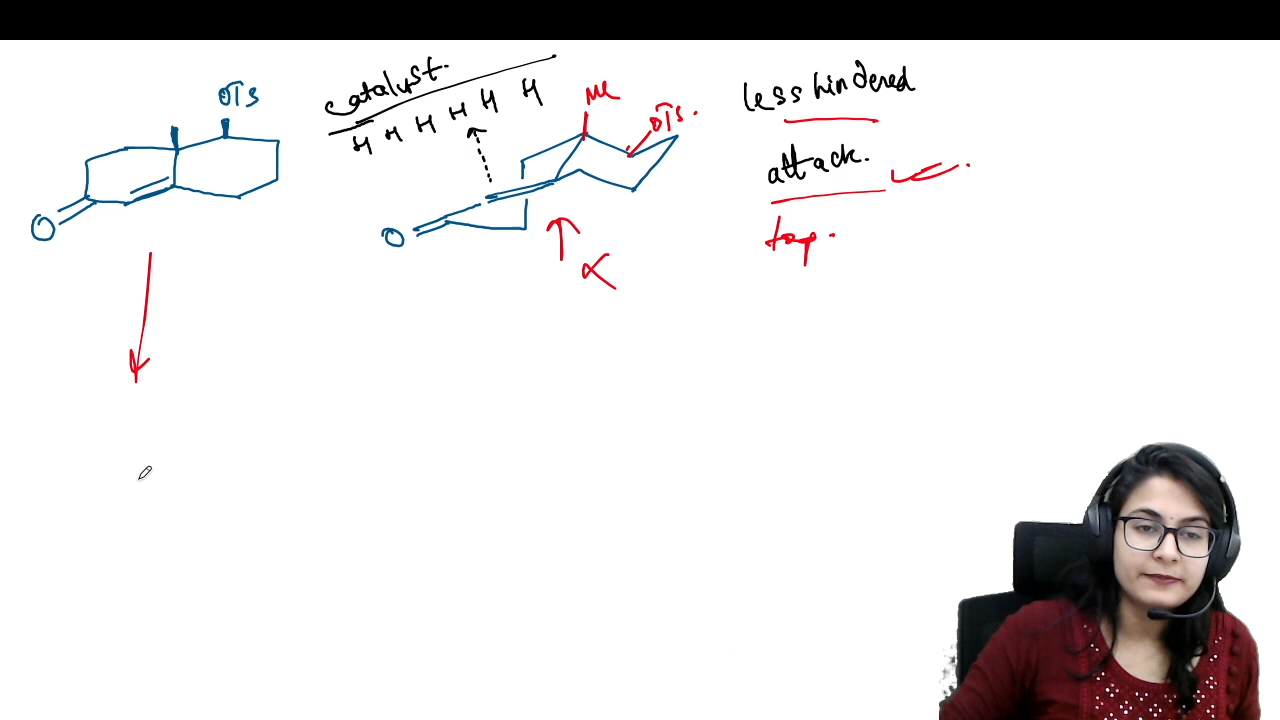 OTs
O
catalyst.
H H H H H H
Me
OTs.
O
α
less hindered
attack.
top.